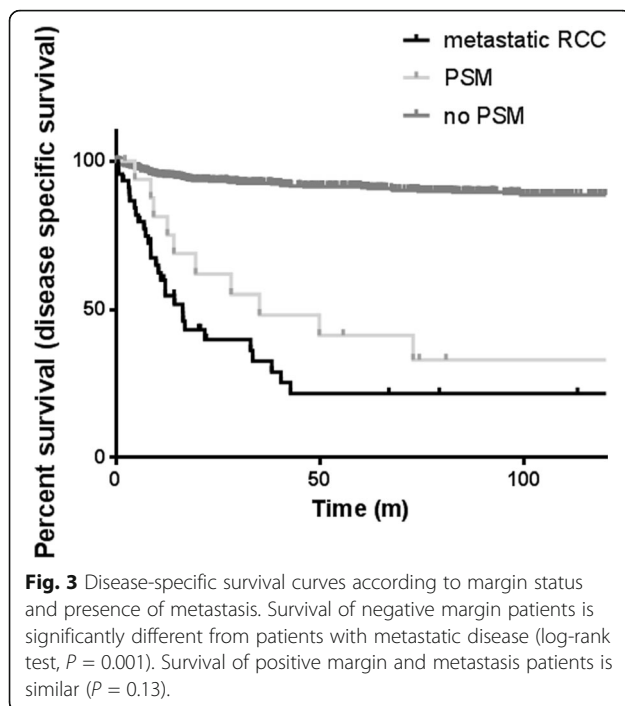 metastatic RCC
PSM
no PSM
Percent survival (disease specific survival)
100
50
0
0
50
100
Time (m)
Fig. 3 Disease-specific survival curves according to margin status
and presence of metastasis. Survival of negative margin patients is
significantly different from patients with metastatic disease (log-rank
test, P = 0.001). Survival of positive margin and metastasis patients is
similar (P = 0.13).